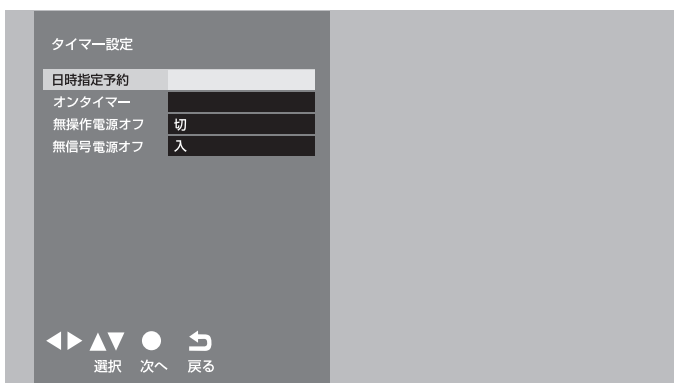 タイマー設定
日時指定予約
オンタイマー
無操作電源オフ 切
無信号電源オフ 入
選択 次へ 戻る